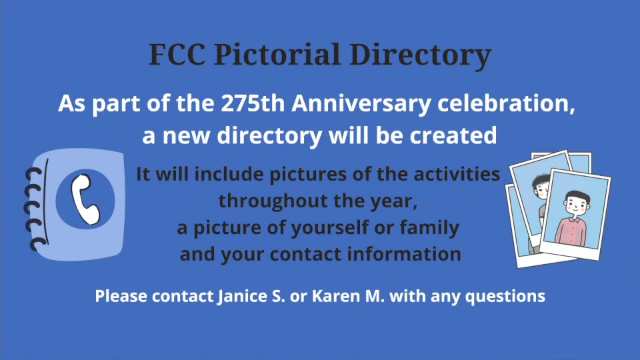 FCC Pictorial Directory
As part of the 275th Anniversary celebration,
a new directory will be created
It will include pictures of the activities
throughout the year,
a picture of yourself or family
and your contact information
Please contact Janice S. or Karen M. with any questions